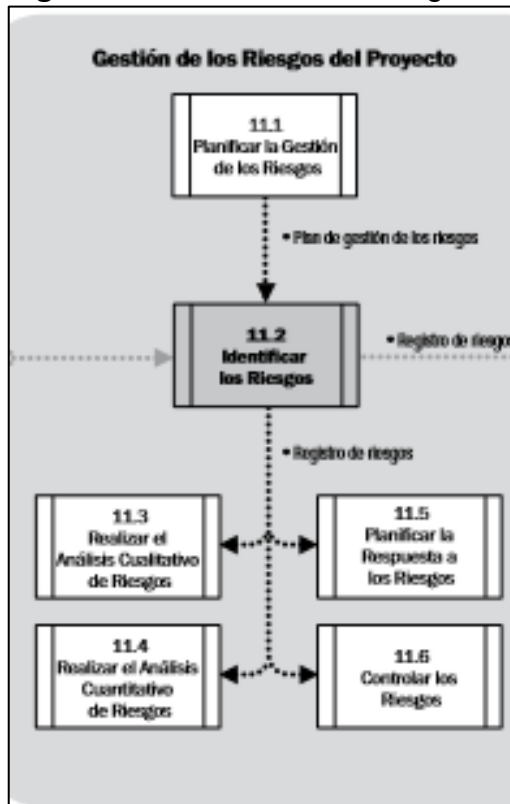 Gestión de los Riesgos del Proyecto
11.1
Planificar la Gestión
de los Riesgos
• Plan de gestión de los riesgos
11.2
Identificar
los Riesgos
• Registro de riesgos
• Registro de riesgos
11.3
Realizar el
Análisis Cualitativo
de Riesgos
11.5
Planificar la
Respuesta a
los Riesgos
11.4
Realizar el Análisis
Cuantitativo
de Riesgos
11.6
Controlar los
Riesgos